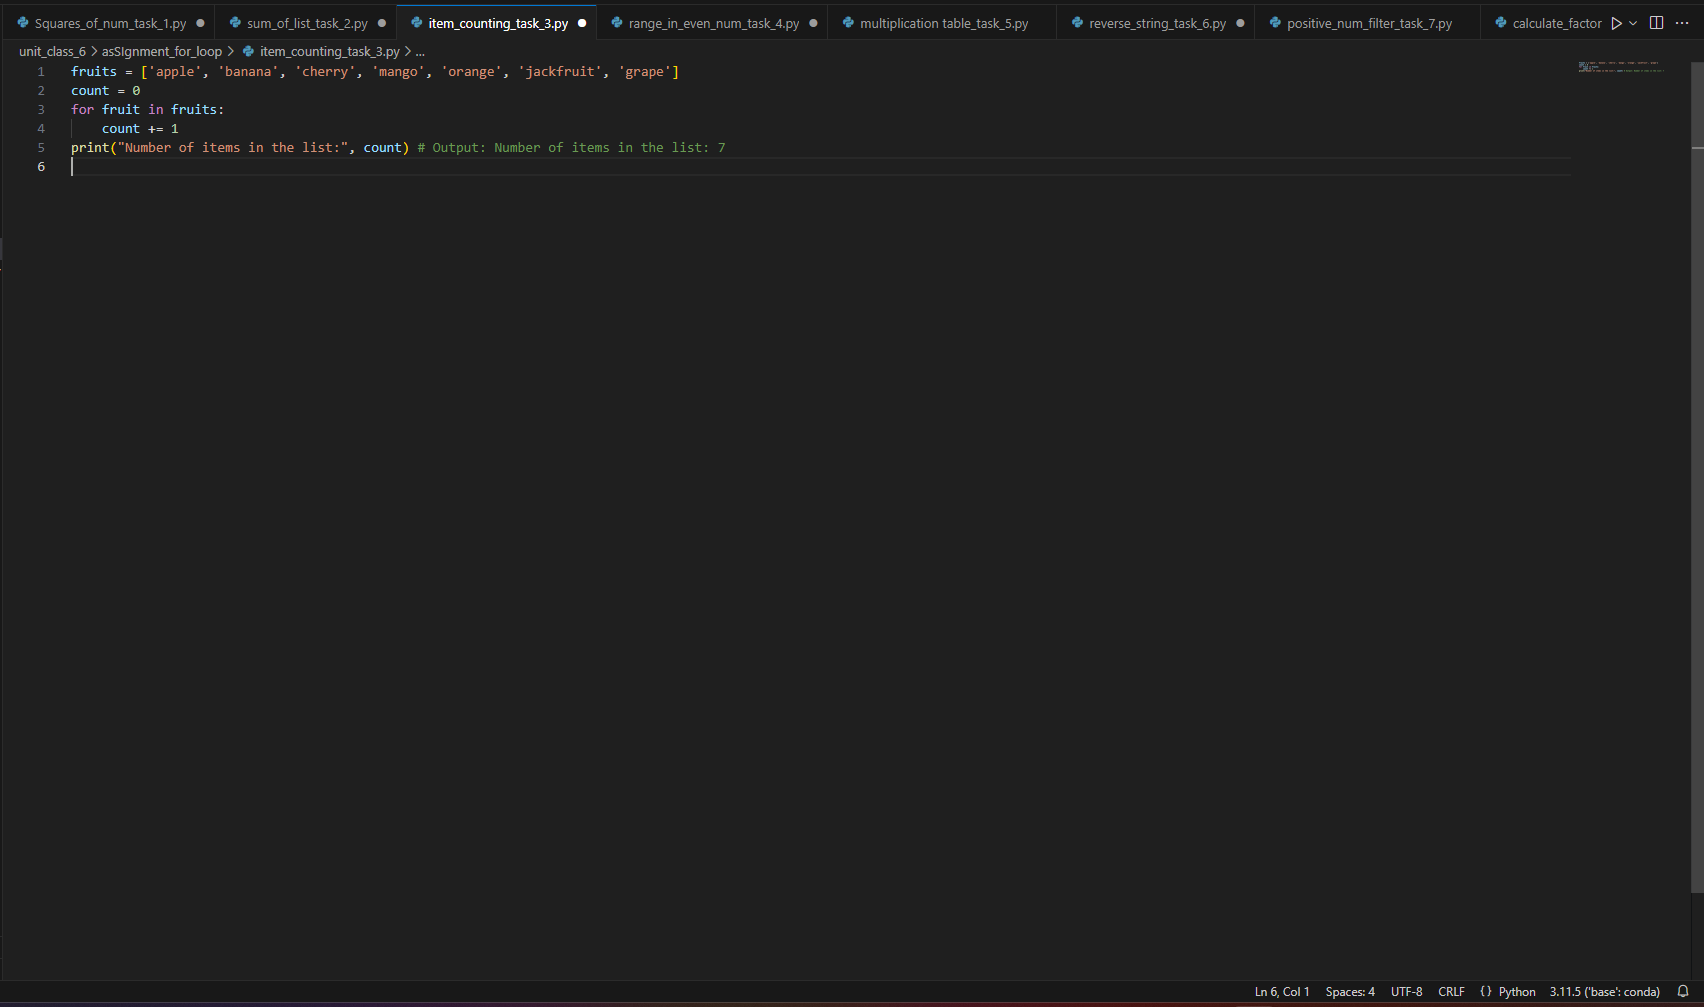 Squares_of_num_task_1.py sum_of_list_task_2.py item_counting_task_3.py range_in_even_num_task_4.py multiplication table_task_5.py reverse_string_task_6.py positive_num_filter_task_7.py calculate_factor
unit_class_6 > asSIgnment_for_loop > item_counting_task_3.py > ...
1 fruits = ['apple', 'banana', 'cherry', 'mango', 'orange', 'jackfruit', 'grape']
2 count = 0
3 for fruit in fruits:
4     count += 1
5 print("Number of items in the list:", count) # Output: Number of items in the list: 7
6
Ln 6, Col 1 Spaces: 4 UTF-8 CRLF {} Python 3.11.5 ('base': conda)